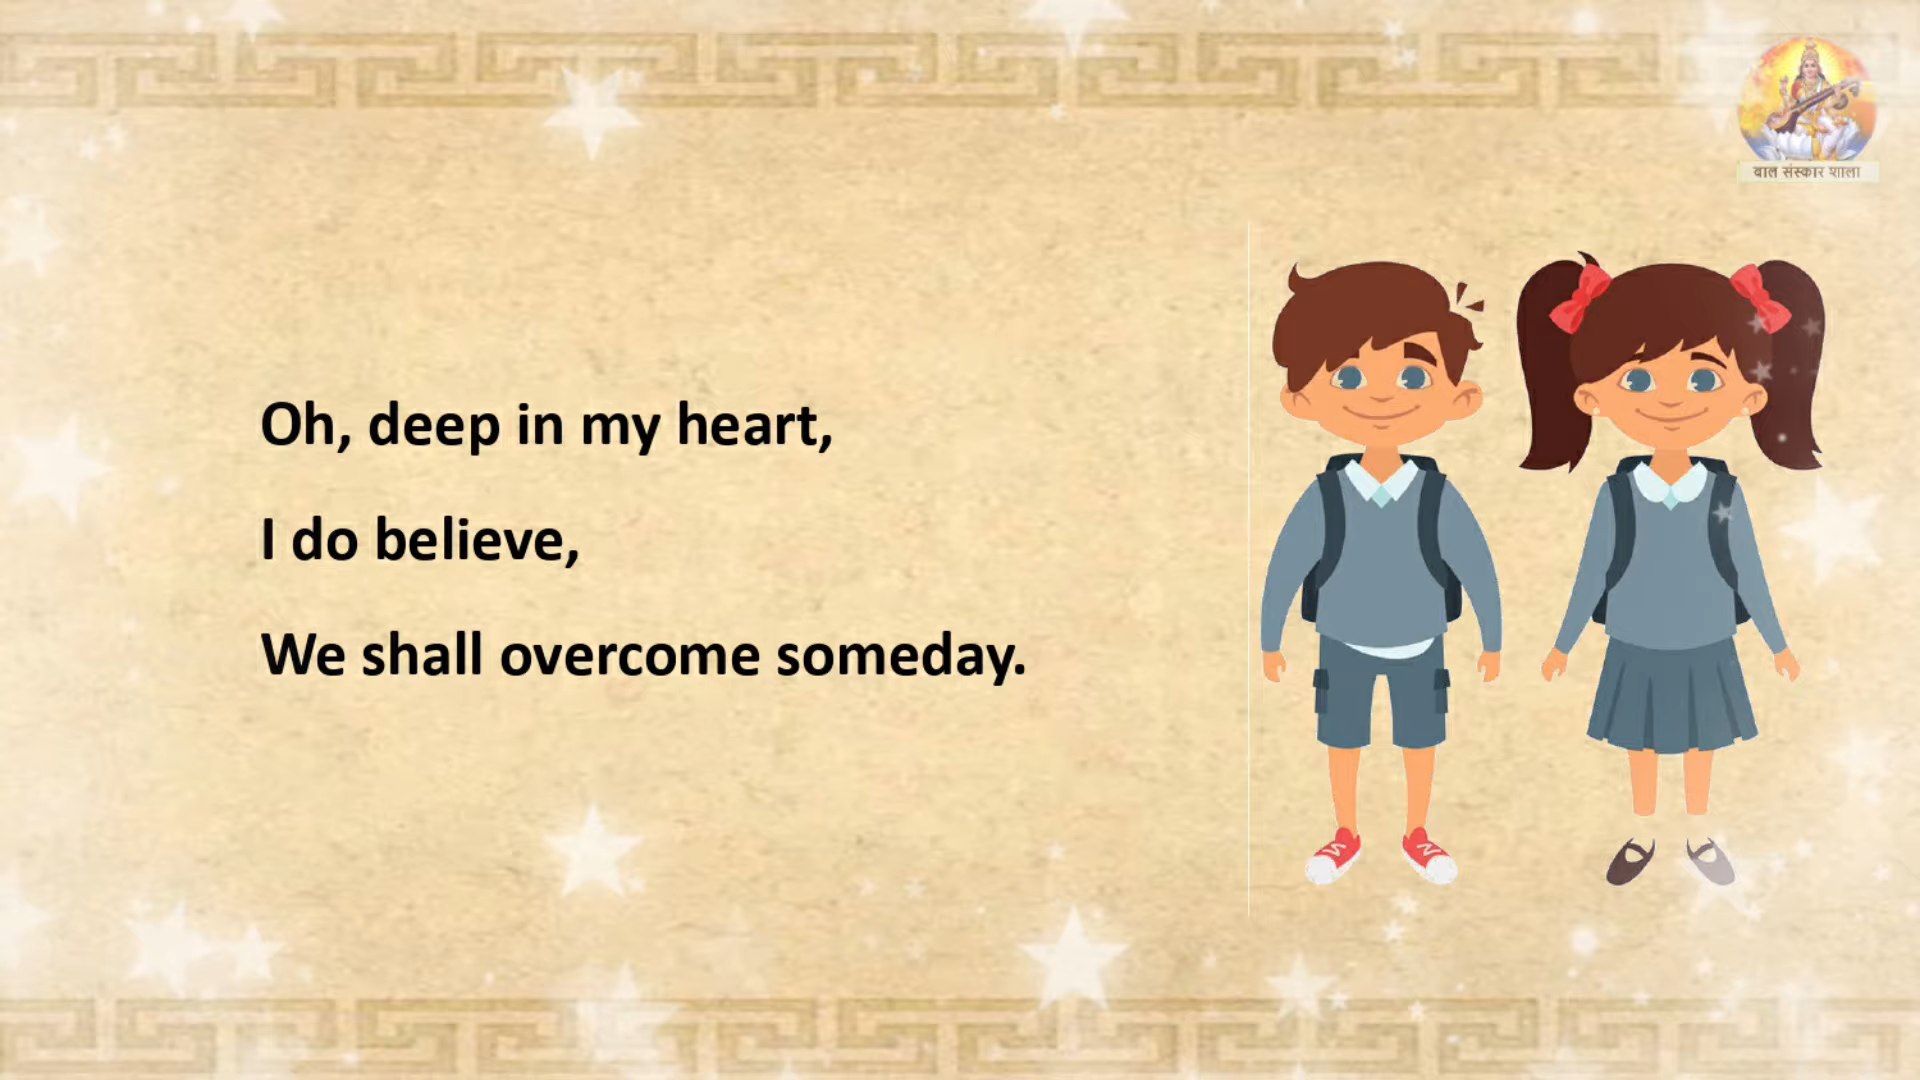 बाल संस्कार शाला
Oh, deep in my heart,
I do believe,
We shall overcome someday.